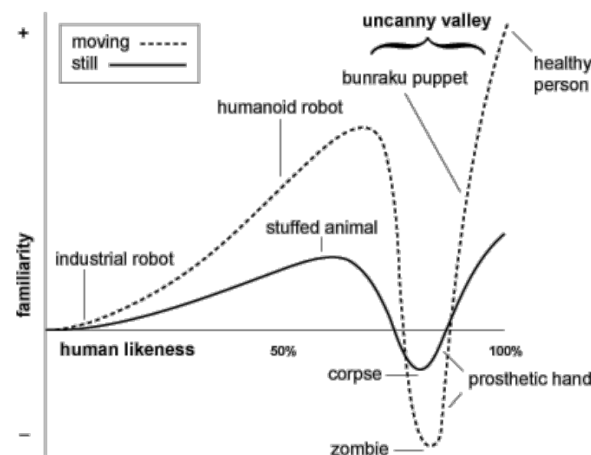 +
moving
still
uncanny valley
bunraku puppet
healthy
person
humanoid robot
stuffed animal
industrial robot
familiarity
human likeness
50%
100%
corpse
prosthetic hand
–
zombie